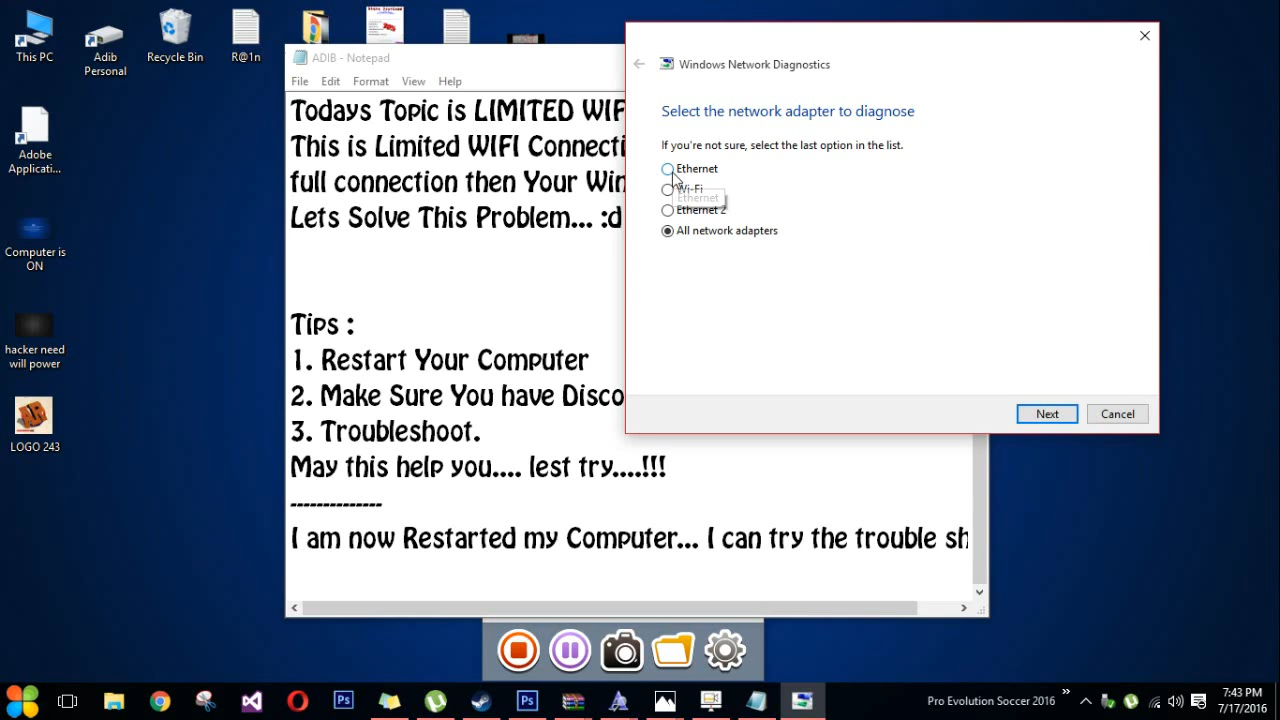 This PC
Adib
Personal
Recycle Bin
R@1n
Adobe
Applicati...
Computer is
ON
hacker need
will power
LOGO 243
ADIB - Notepad
File Edit Format View Help
Todays Topic is LIMITED WIF
This is Limited WIFI Connecti
full connection then Your Win
Lets Solve This Problem... :d
Tips :
1. Restart Your Computer
2. Make Sure You have Disco
3. Troubleshoot.
May this help you.... lest try....!!!
--------------
I am now Restarted my Computer... I can try the trouble sh
Windows Network Diagnostics
Select the network adapter to diagnose
If you're not sure, select the last option in the list.
Ethernet
Wi-Fi
Ethernet
Ethernet 2
All network adapters
Next Cancel
Pro Evolution Soccer 2016
7:43 PM
7/17/2016